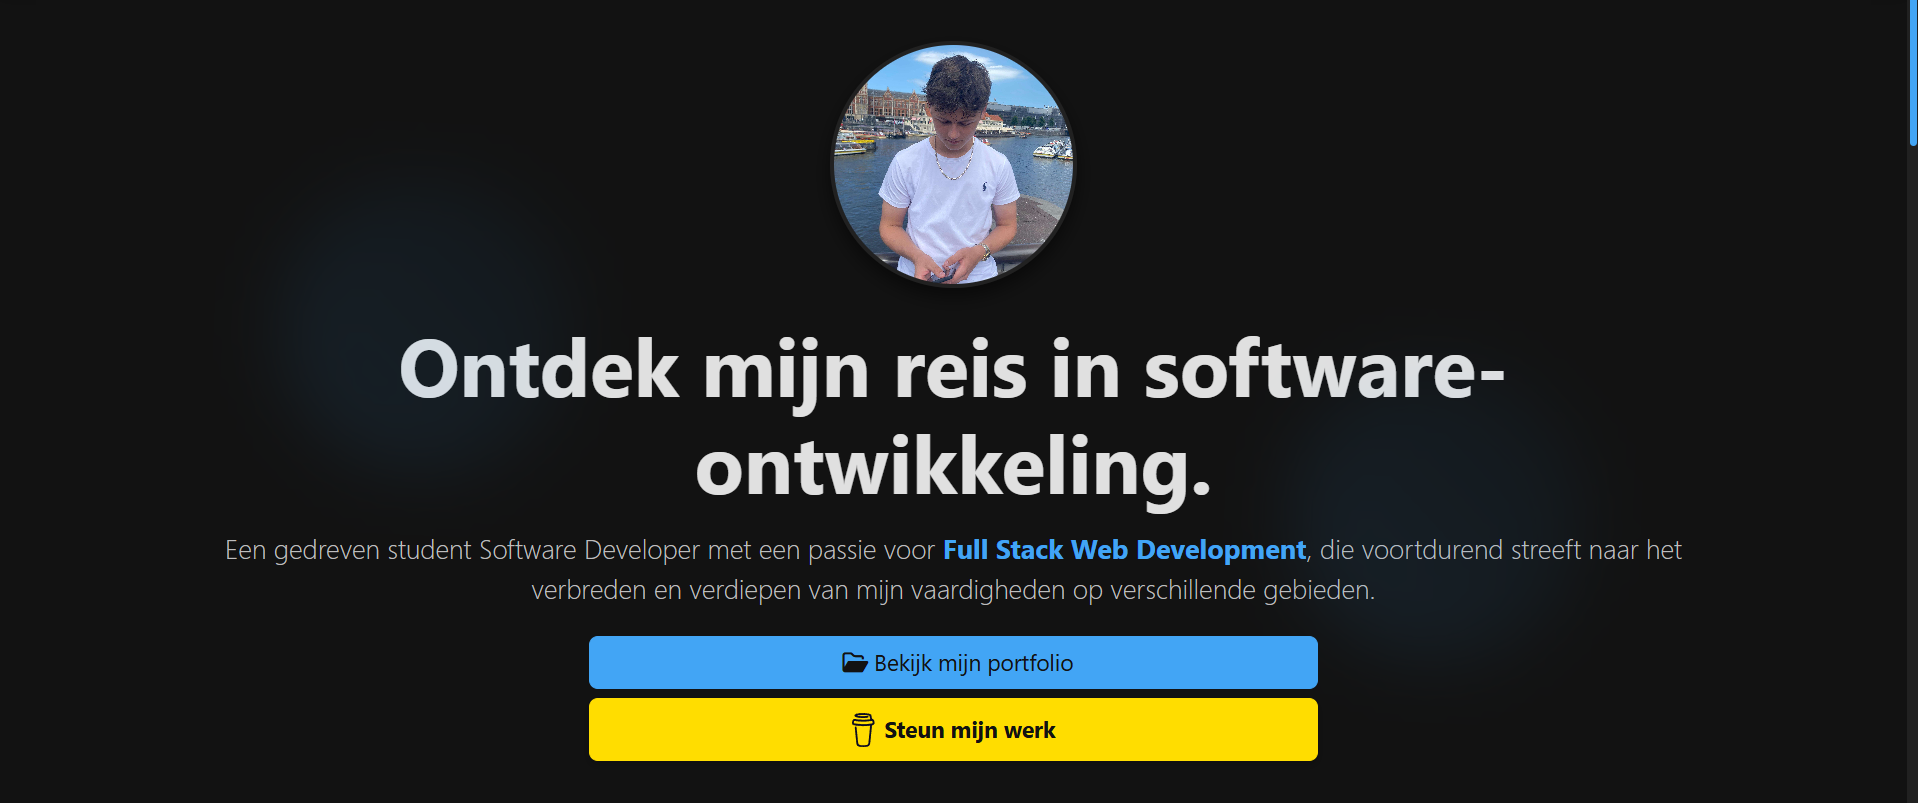 Ontdek mijn reis in software-
ontwikkeling.
Een gedreven student Software Developer met een passie voor Full Stack Web Development, die voortdurend streeft naar het
verbreden en verdiepen van mijn vaardigheden op verschillende gebieden.
Bekijk mijn portfolio
Steun mijn werk